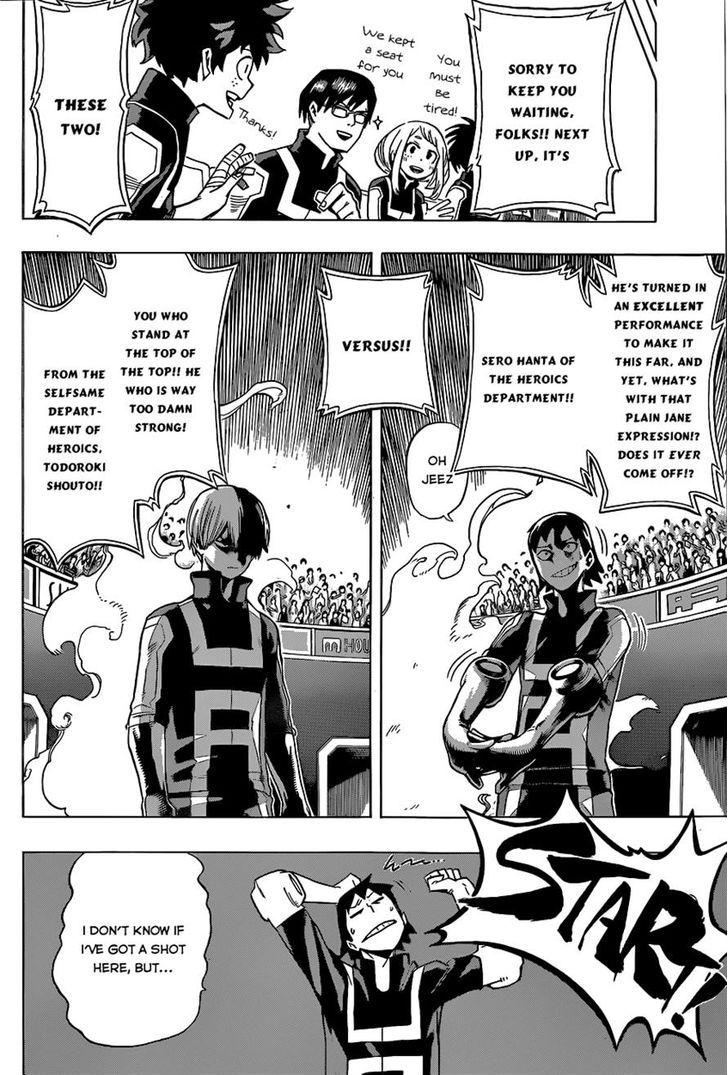 SORRY TO
KEEP YOU
WAITING,
FOLKS!! NEXT
UP, IT'S
You
must
be
tired!
We kept
a seat
for you
Thanks!
THESE
TWO!
HE'S TURNED IN
AN EXCELLENT
PERFORMANCE
TO MAKE IT
THIS FAR, AND
YET, WHAT'S
WITH THAT
PLAIN JANE
EXPRESSION!?
DOES IT EVER
COME OFF!?
SERO HANTA OF
THE HEROICS
DEPARTMENT!!
OH
JEEZ
VERSUS!!
YOU WHO
STAND AT
THE TOP OF
THE TOP!! HE
WHO IS WAY
TOO DAMN
STRONG!
FROM THE
SELFSAME
DEPART-
MENT OF
HEROICS,
TODOROKI
SHOUTO!!
HOU
START!!
I DON'T KNOW IF
I'VE GOT A SHOT
HERE, BUT...